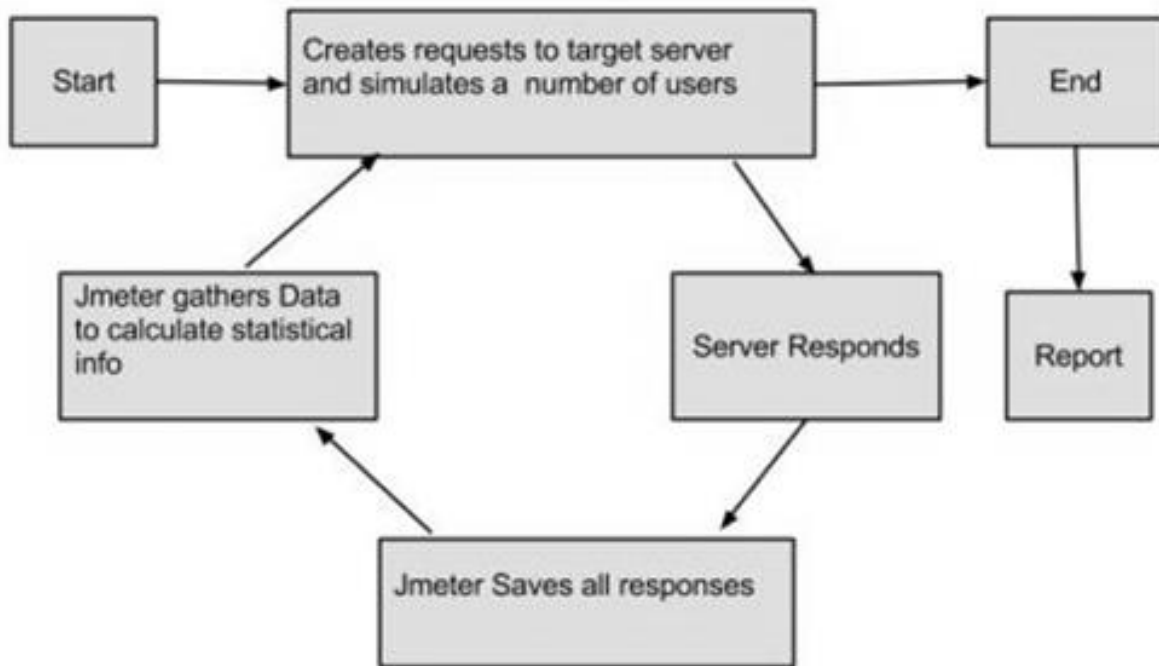 Start
Creates requests to target server
and simulates a number of users
End
Jmeter gathers Data
to calculate statistical
info
Server Responds
Report
Jmeter Saves all responses